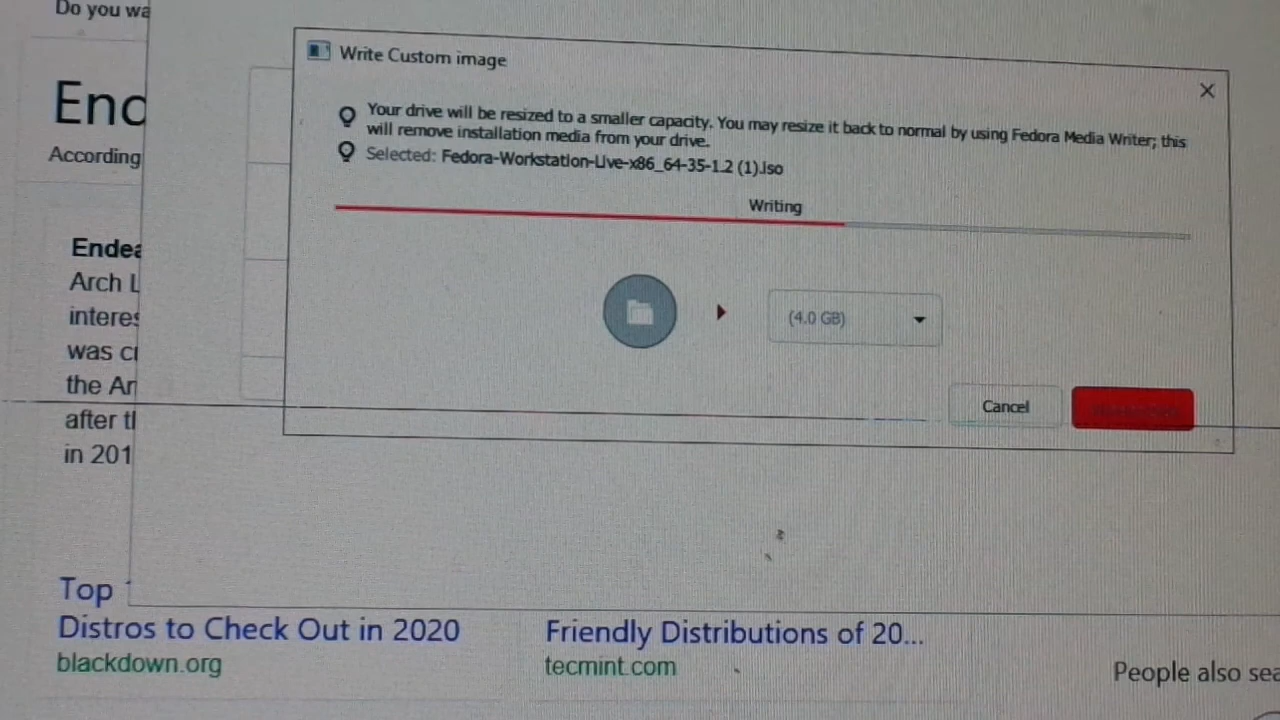 Do you wa
Write Custom image
Your drive will be resized to a smaller capacity. You may resize it back to normal by using Fedora Media Writer; this
will remove installation media from your drive.
Selected: Fedora-Workstation-Live-x86_64-35-1.2 (1).iso
Writing
(4.0 GB)
Cancel
End
According
Endea
Arch L
interes
was cr
the Ar
after tl
in 201
Top
Distros to Check Out in 2020
blackdown.org
Friendly Distributions of 20...
tecmint.com
People also sea